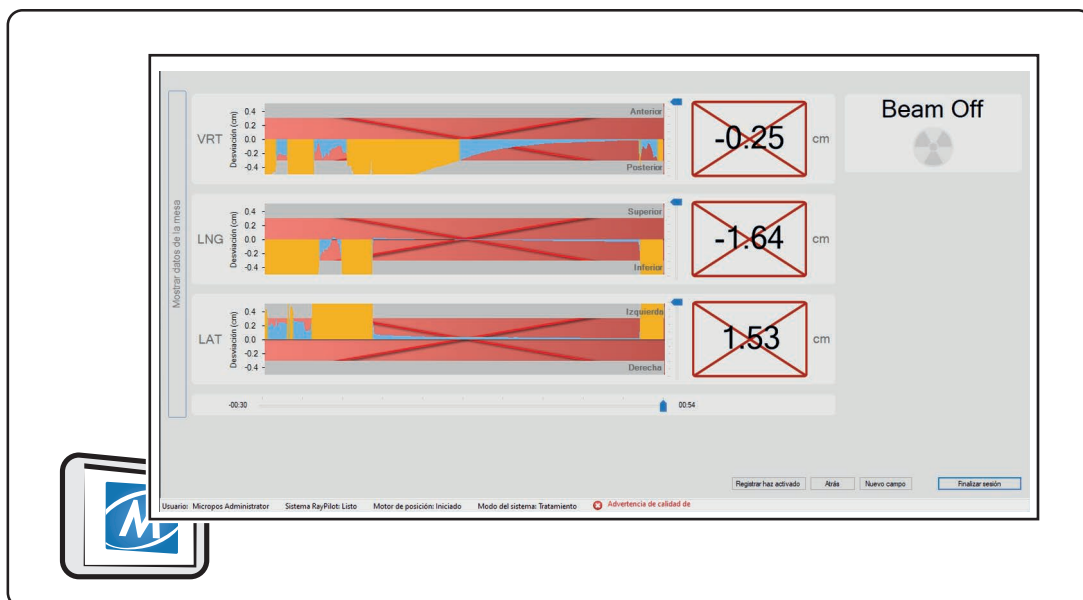 Mostrar datos de la mesa
VRT
Desviación (cm)
0.4
0.2
0.0
-0.2
-0.4
Anterior
Posterior
-0.25 cm
Beam Off
LNG
Desviación (cm)
0.4
0.2
0.0
-0.2
-0.4
Superior
Inferior
-1.64 cm
LAT
Desviación (cm)
0.4
0.2
0.0
-0.2
-0.4
Izquierda
Derecha
1.53 cm
-00:30 00:54
Registrar haz activado Atrás Nuevo campo Finalizar sesión
Usuario: Micropos Administrator Sistema RayPilot: Listo Motor de posición: Iniciado Modo del sistema: Tratamiento Advertencia de calidad de
M